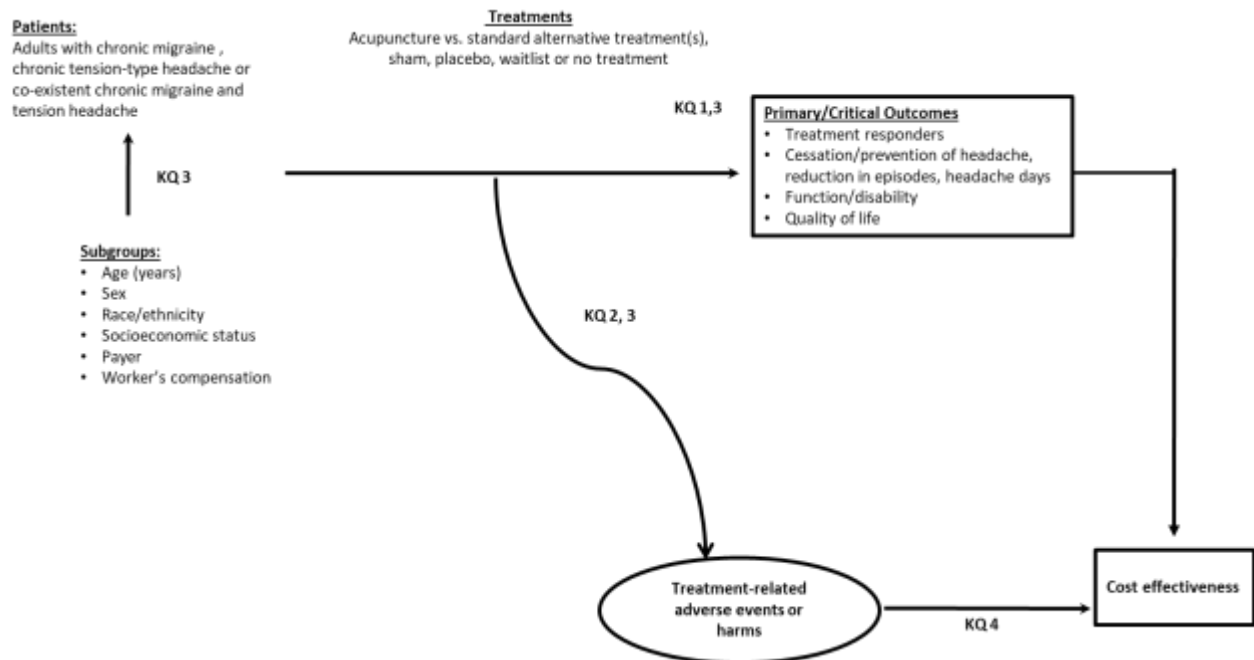 Patients:
Adults with chronic migraine ,
chronic tension-type headache or
co-existent chronic migraine and
tension headache
Treatments
Acupuncture vs. standard alternative treatment(s),
sham, placebo, waitlist or no treatment
KQ 3
KQ 1,3
Primary/Critical Outcomes
• Treatment responders
• Cessation/prevention of headache,
reduction in episodes, headache days
• Function/disability
• Quality of life
Subgroups:
• Age (years)
• Sex
• Race/ethnicity
• Socioeconomic status
• Payer
• Worker's compensation
KQ 2, 3
Treatment-related
adverse events or
harms
KQ 4
Cost effectiveness